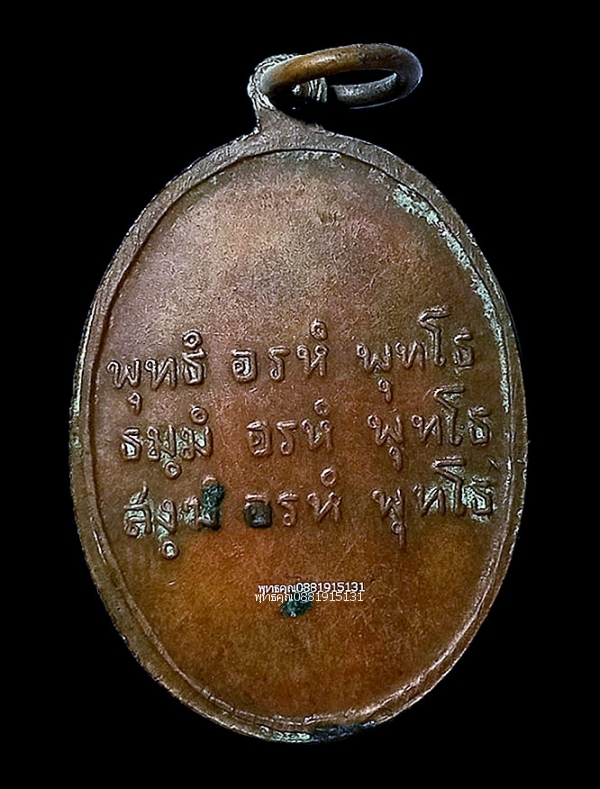 พุทธํ อรหํ พุทโธ
ธมฺมํ อรหํ พุทโธ
สงฺฆํ อรหํ พุทโธ
พุทธคุณ0881915131
พุทธคุณ0881915131